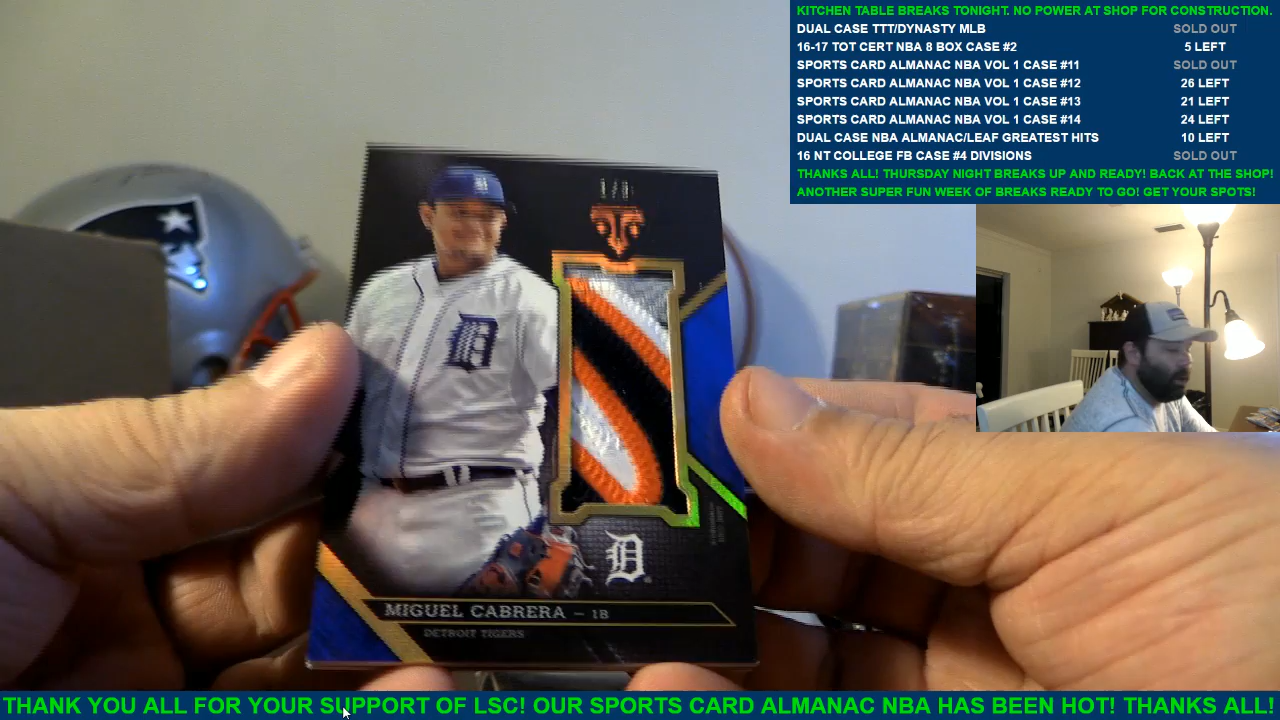 KITCHEN TABLE BREAKS TONIGHT. NO POWER AT SHOP FOR CONSTRUCTION.
DUAL CASE TTT/DYNASTY MLB SOLD OUT
16-17 TOT CERT NBA 8 BOX CASE #2 5 LEFT
SPORTS CARD ALMANAC NBA VOL 1 CASE #11 SOLD OUT
SPORTS CARD ALMANAC NBA VOL 1 CASE #12 26 LEFT
SPORTS CARD ALMANAC NBA VOL 1 CASE #13 21 LEFT
SPORTS CARD ALMANAC NBA VOL 1 CASE #14 24 LEFT
DUAL CASE NBA ALMANAC/LEAF GREATEST HITS 10 LEFT
16 NT COLLEGE FB CASE #4 DIVISIONS SOLD OUT
THANKS ALL! THURSDAY NIGHT BREAKS UP AND READY! BACK AT THE SHOP!
ANOTHER SUPER FUN WEEK OF BREAKS READY TO GO! GET YOUR SPOTS!
1/1
D
D
MIGUEL CABRERA - 1B
DETROIT TIGERS
THANK YOU ALL FOR YOUR SUPPORT OF LSC! OUR SPORTS CARD ALMANAC NBA HAS BEEN HOT! THANKS ALL!